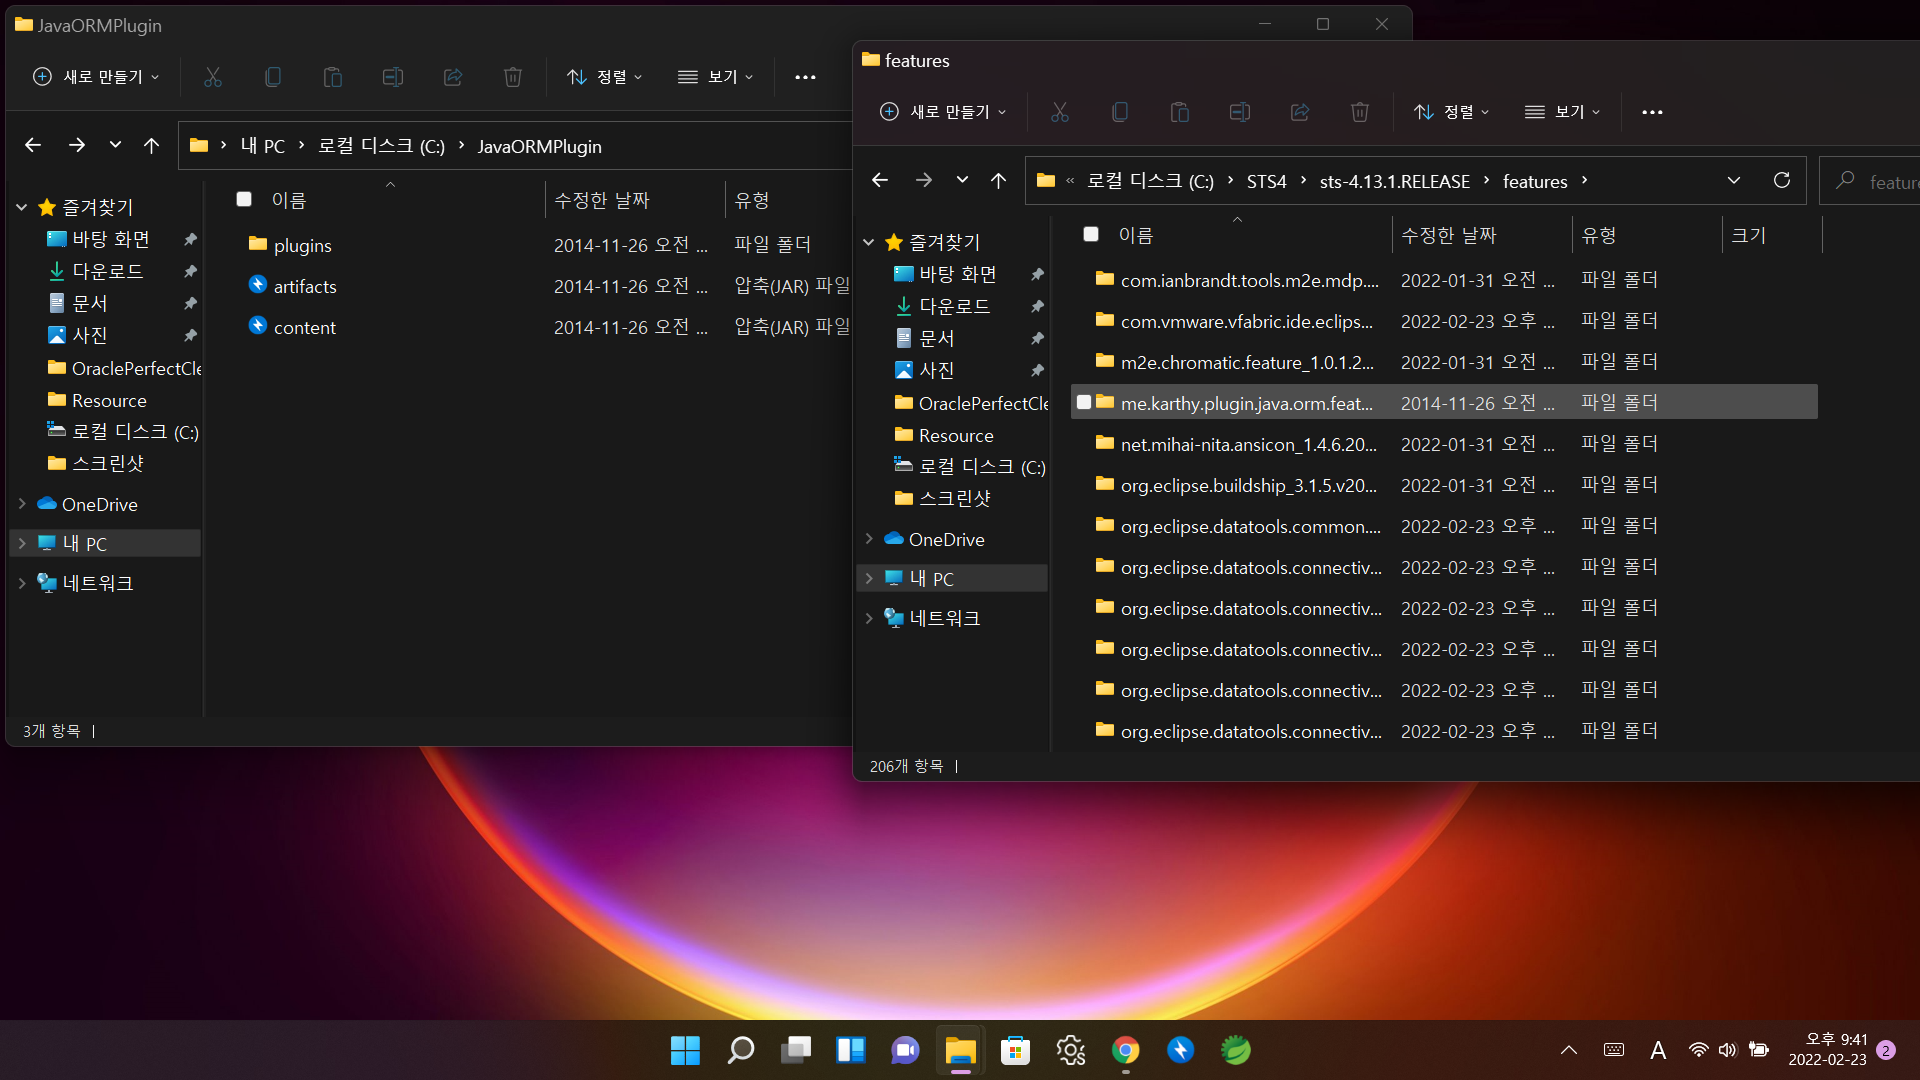 JavaORMPlugin
새로 만들기
정렬
보기
내 PC > 로컬 디스크 (C:) > JavaORMPlugin
이름
수정한 날짜
유형
즐겨찾기
바탕 화면
다운로드
문서
사진
OraclePerfectCle
Resource
로컬 디스크 (C:)
스크린샷
OneDrive
내 PC
네트워크
plugins 2014-11-26 오전 ... 파일 폴더
artifacts 2014-11-26 오전 ... 압축(JAR) 파일
content 2014-11-26 오전 ... 압축(JAR) 파일
3개 항목
features
새로 만들기
정렬
보기
« 로컬 디스크 (C:) > STS4 > sts-4.13.1.RELEASE > features >
feature
이름
수정한 날짜
유형
크기
즐겨찾기
바탕 화면
다운로드
문서
사진
OraclePerfectCle
Resource
로컬 디스크 (C:)
스크린샷
OneDrive
내 PC
네트워크
com.ianbrandt.tools.m2e.mdp.... 2022-01-31 오전 ... 파일 폴더
com.vmware.vfabric.ide.eclips... 2022-02-23 오후 ... 파일 폴더
m2e.chromatic.feature_1.0.1.2... 2022-01-31 오전 ... 파일 폴더
me.karthy.plugin.java.orm.feat... 2014-11-26 오전 ... 파일 폴더
net.mihai-nita.ansicon_1.4.6.20... 2022-01-31 오전 ... 파일 폴더
org.eclipse.buildship_3.1.5.v20... 2022-01-31 오전 ... 파일 폴더
org.eclipse.datatools.common.... 2022-02-23 오후 ... 파일 폴더
org.eclipse.datatools.connectiv... 2022-02-23 오후 ... 파일 폴더
org.eclipse.datatools.connectiv... 2022-02-23 오후 ... 파일 폴더
org.eclipse.datatools.connectiv... 2022-02-23 오후 ... 파일 폴더
org.eclipse.datatools.connectiv... 2022-02-23 오후 ... 파일 폴더
org.eclipse.datatools.connectiv... 2022-02-23 오후 ... 파일 폴더
206개 항목
A
오후 9:41
2022-02-23
2